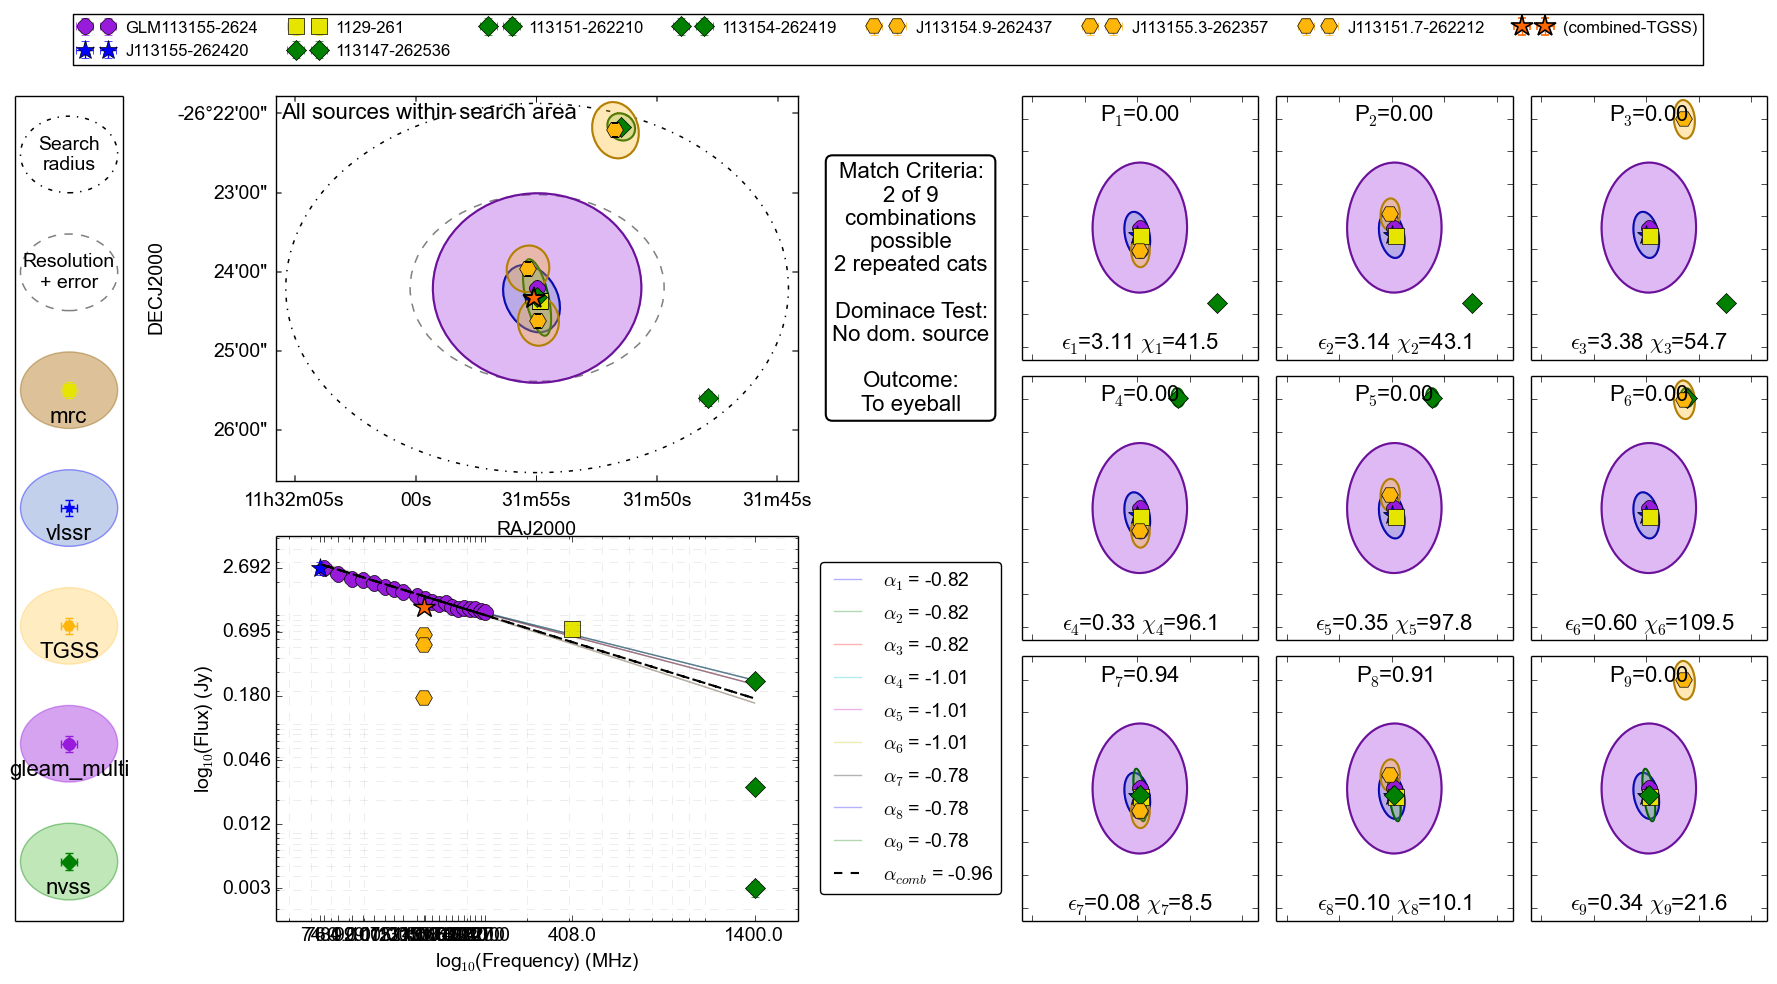 GLM113155-2624
1129-261
113151-262210
113154-262419
J113154.9-262437
J113155.3-262357
J113151.7-262212
(combined-TGSS)
J113155-262420
113147-262536
Search
radius
Resolution
+ error
mrc
vlssr
TGSS
gleam_multi
nvss
All sources within search area
-26°22'00"
23'00"
24'00"
25'00"
26'00"
DECJ2000
11h32m05s
00s
31m55s
31m50s
31m45s
RAJ2000
Match Criteria:
2 of 9
combinations
possible
2 repeated cats
Dominace Test:
No dom. source
Outcome:
To eyeball
2.692
0.695
0.180
0.046
0.012
0.003
log10(Flux) (Jy)
408.0
1400.0
log10(Frequency) (MHz)
α1 = -0.82
α2 = -0.82
α3 = -0.82
α4 = -1.01
α5 = -1.01
α6 = -1.01
α7 = -0.78
α8 = -0.78
α9 = -0.78
αcomb = -0.96
P1=0.00
ϵ1=3.11 χ1=41.5
P2=0.00
ϵ2=3.14 χ2=43.1
P3=0.00
ϵ3=3.38 χ3=54.7
P4=0.00
ϵ4=0.33 χ4=96.1
P5=0.00
ϵ5=0.35 χ5=97.8
P6=0.00
ϵ6=0.60 χ6=109.5
P7=0.94
ϵ7=0.08 χ7=8.5
P8=0.91
ϵ8=0.10 χ8=10.1
P9=0.00
ϵ9=0.34 χ9=21.6